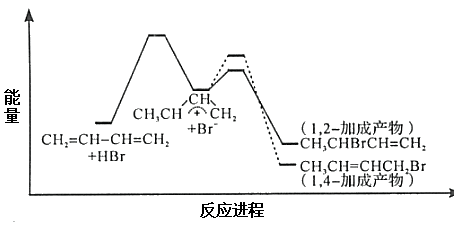 能量
CH₃CH
CH
CH₂
+
+Br⁻
CH₂=CH-CH=CH₂
+HBr
(1,2-加成产物)
CH₃CHBrCH=CH₂
CH₃CH=CHCH₂Br
(1,4-加成产物)
反应进程